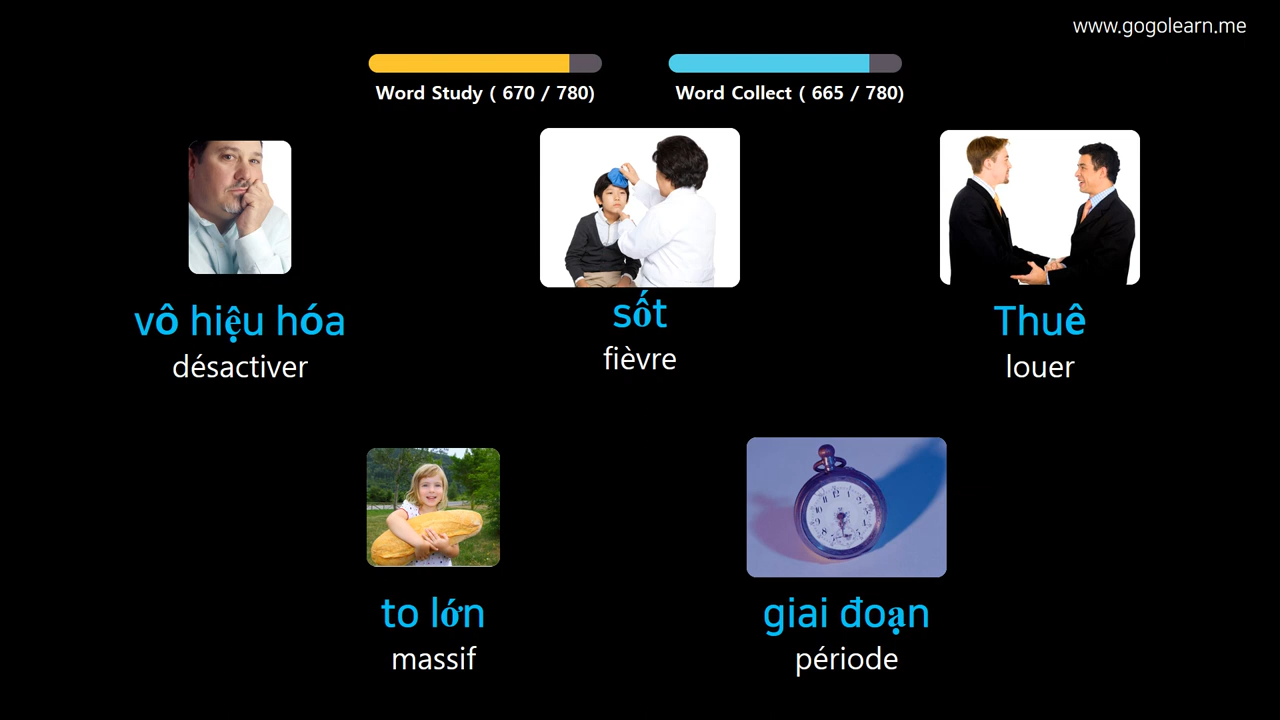 www.gogolearn.me
Word Study ( 670 / 780)
Word Collect ( 665 / 780)
vô hiệu hóa
désactiver
sốt
fièvre
Thuê
louer
to lớn
massif
giai đoạn
période